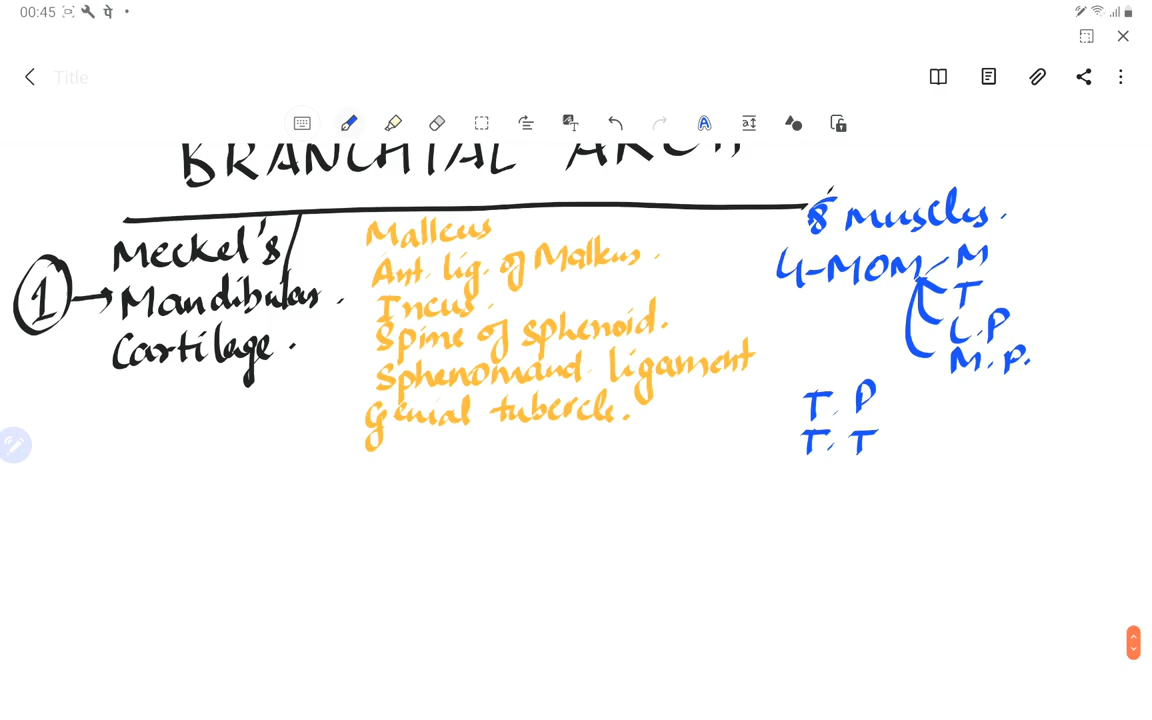 00:45
Title
BRANCHIAL ARCH
Meckel's/
① → Mandibular.
Cartilage.
Malleus
Ant. lig. of Malleus.
Incus.
Spine of sphenoid.
Sphenomand. ligament
Genial tubercle.
8 muscles.
4-MOM < M
T
L.P
M.P.
T.P
T.T